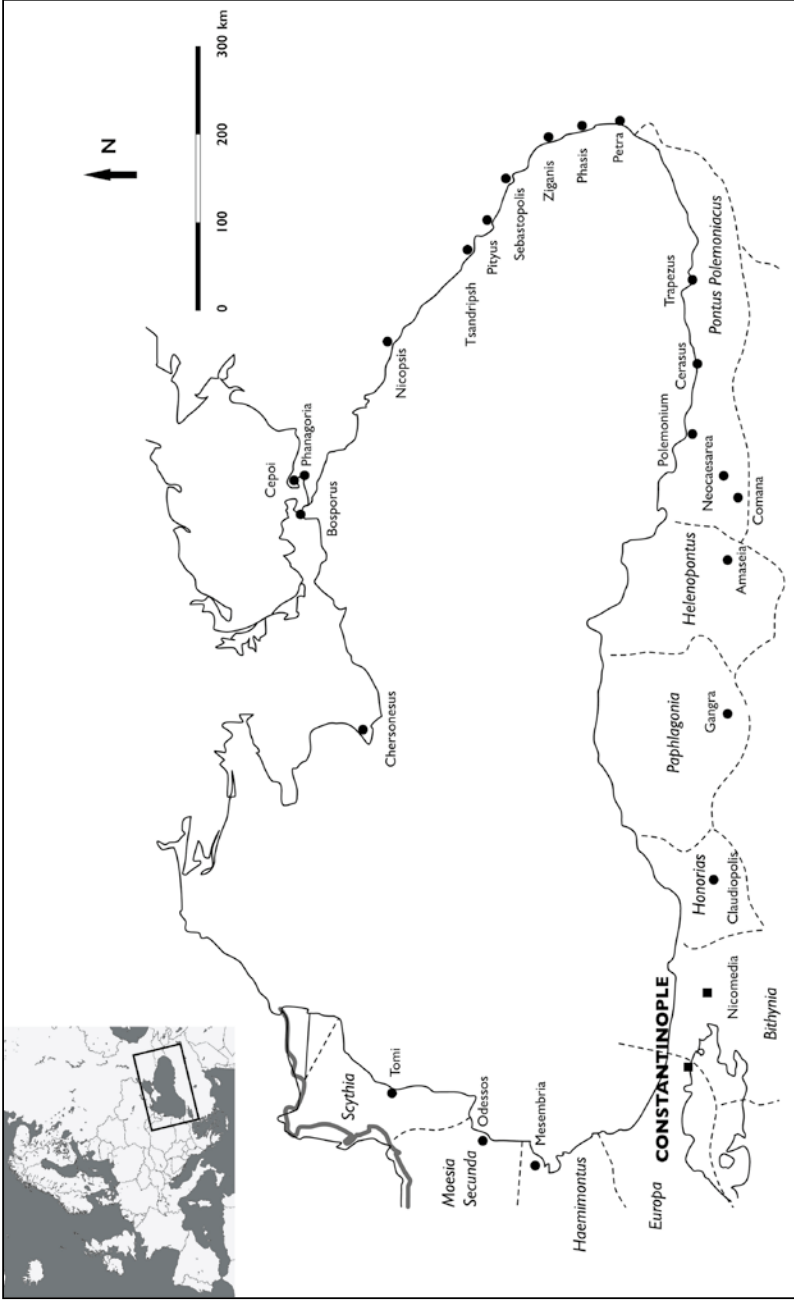 N
0
100
200
300 km
Cepoi
Phanagoria
Bosporus
Chersonesus
Nicopsis
Tsandripsh
Pityus
Sebastopolis
Ziganis
Phasis
Petra
Scythia
Tomi
Moesia
Secunda
Odessos
Mesembria
Haemimontus
Europa
CONSTANTINOPLE
Nicomedia
Bithynia
Honorias
Claudiopolis
Paphlagonia
Gangra
Helenopontus
Amaseia
Polemonium
Neocaesarea
Comana
Cerasus
Trapezus
Pontus Polemoniacus